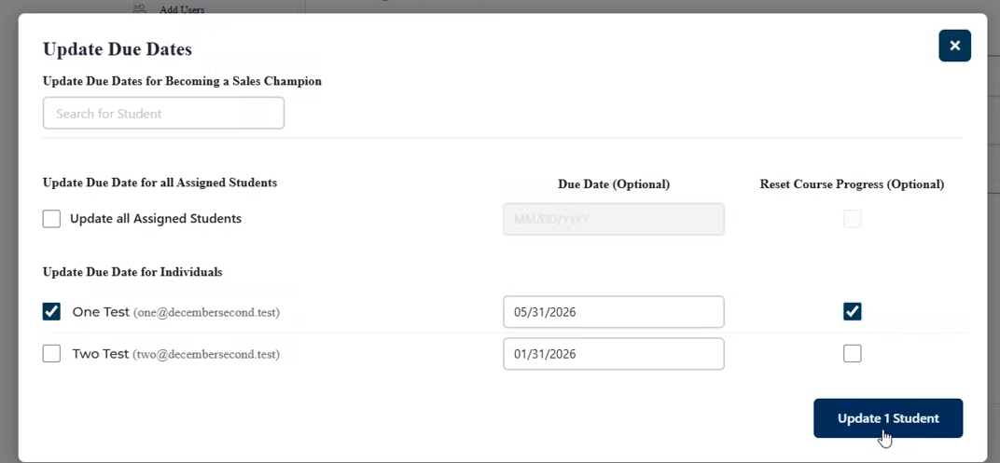 Add Users
Update Due Dates
Update Due Dates for Becoming a Sales Champion
Search for Student
Update Due Date for all Assigned Students Due Date (Optional) Reset Course Progress (Optional)
Update all Assigned Students MM/DD/YYYY
Update Due Date for Individuals
One Test (one@decembersecond.test) 05/31/2026
Two Test (two@decembersecond.test) 01/31/2026
Update 1 Student